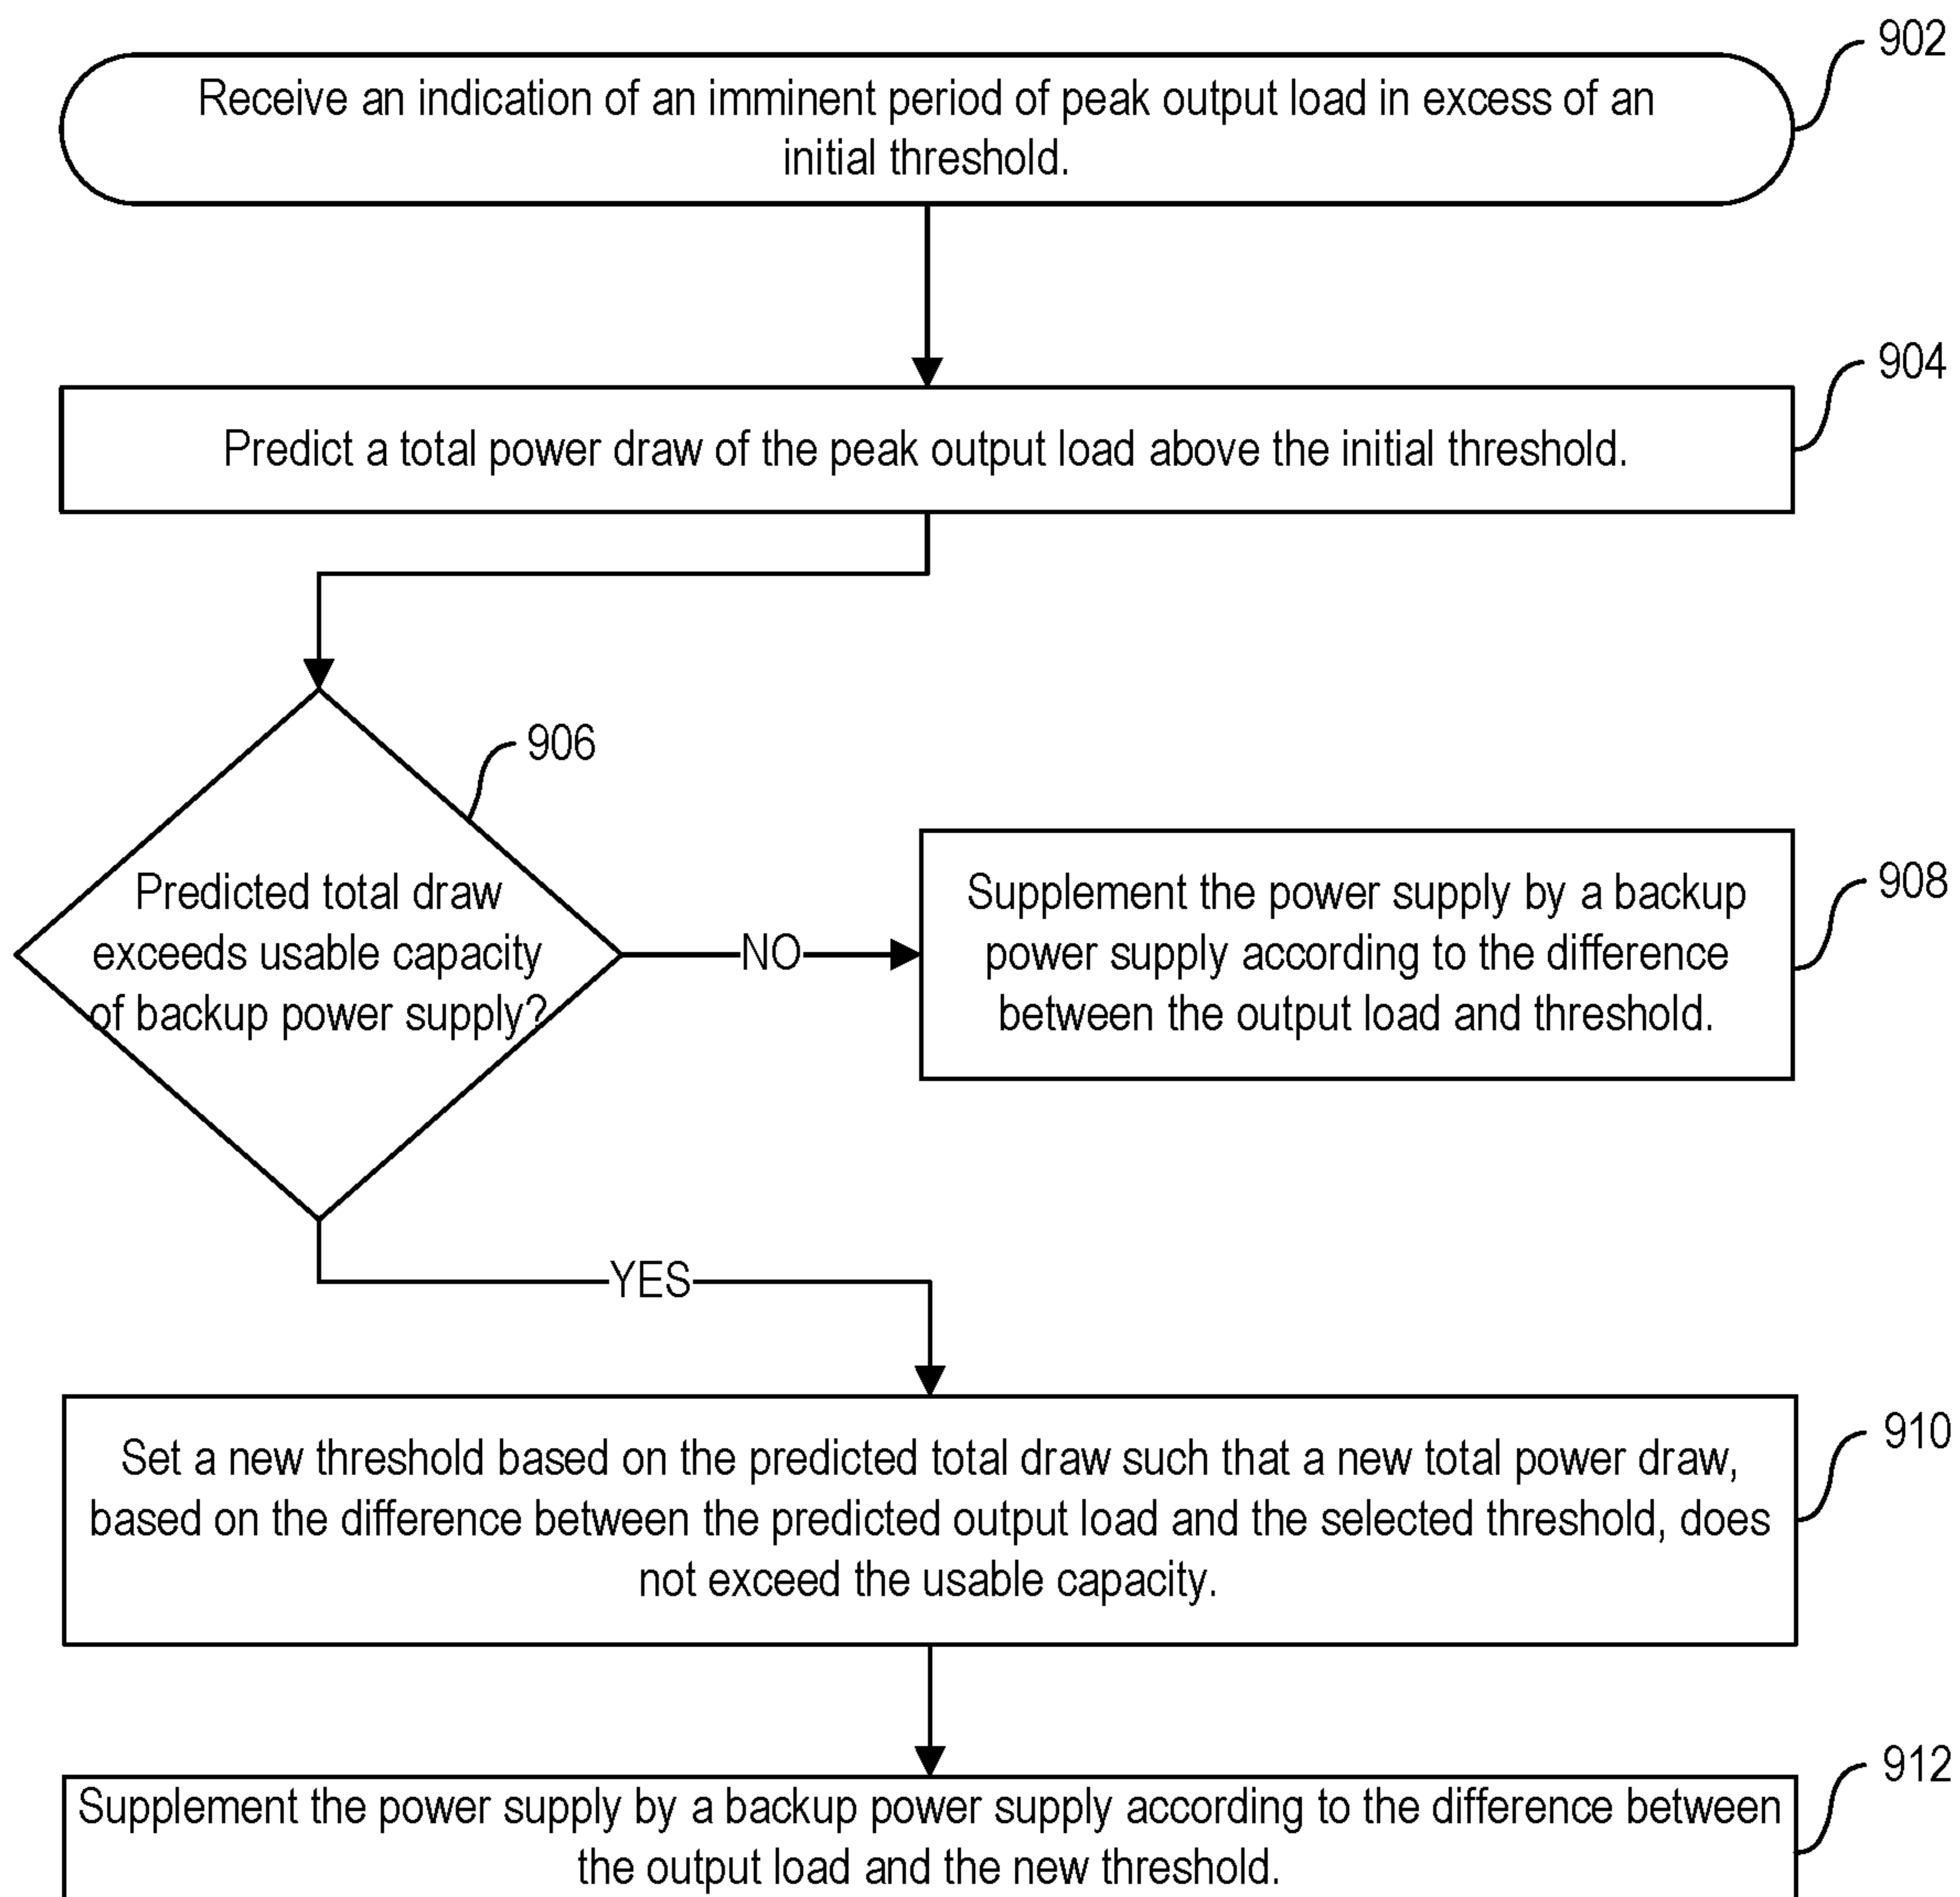 902
Receive an indication of an imminent period of peak output load in excess of an
initial threshold.
904
Predict a total power draw of the peak output load above the initial threshold.
906
Predicted total draw
exceeds usable capacity
of backup power supply?
NO
908
Supplement the power supply by a backup
power supply according to the difference
between the output load and threshold.
YES
910
Set a new threshold based on the predicted total draw such that a new total power draw,
based on the difference between the predicted output load and the selected threshold, does
not exceed the usable capacity.
912
Supplement the power supply by a backup power supply according to the difference between
the output load and the new threshold.